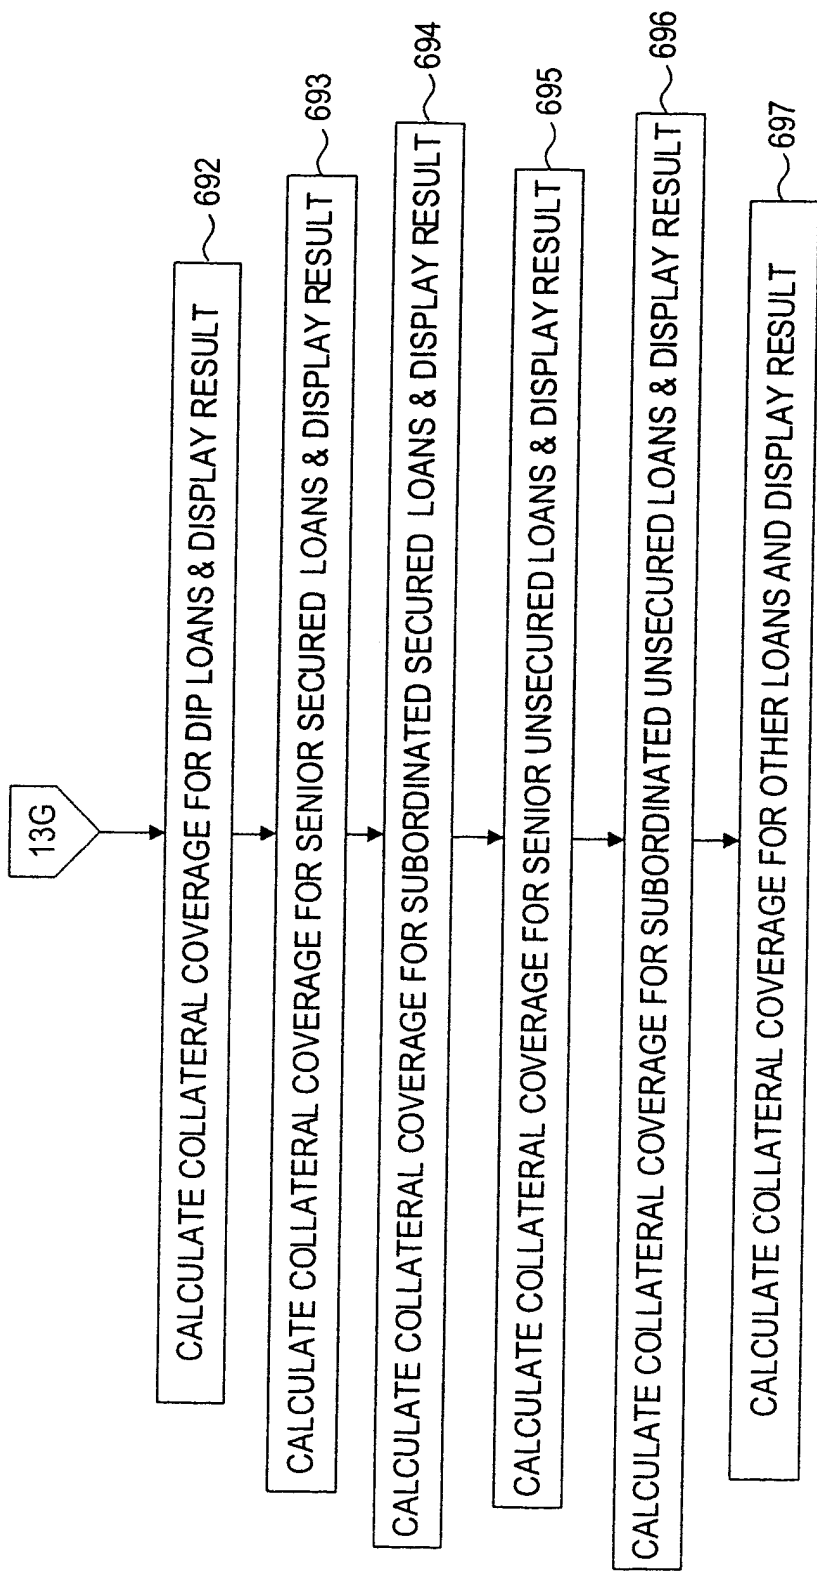 13G
CALCULATE COLLATERAL COVERAGE FOR DIP LOANS & DISPLAY RESULT
692
CALCULATE COLLATERAL COVERAGE FOR SENIOR SECURED LOANS & DISPLAY RESULT
693
CALCULATE COLLATERAL COVERAGE FOR SUBORDINATED SECURED LOANS & DISPLAY RESULT
694
CALCULATE COLLATERAL COVERAGE FOR SENIOR UNSECURED LOANS & DISPLAY RESULT
695
CALCULATE COLLATERAL COVERAGE FOR SUBORDINATED UNSECURED LOANS & DISPLAY RESULT
696
CALCULATE COLLATERAL COVERAGE FOR OTHER LOANS AND DISPLAY RESULT
697